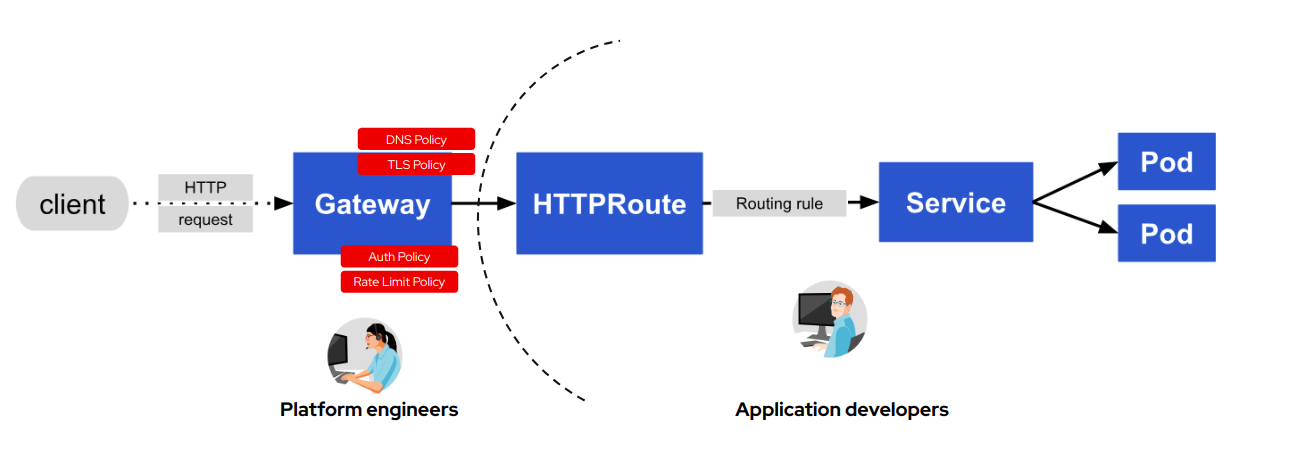 DNS Policy
TLS Policy
client
HTTP
request
Gateway
HTTPRoute
Routing rule
Service
Pod
Pod
Auth Policy
Rate Limit Policy
Platform engineers
Application developers